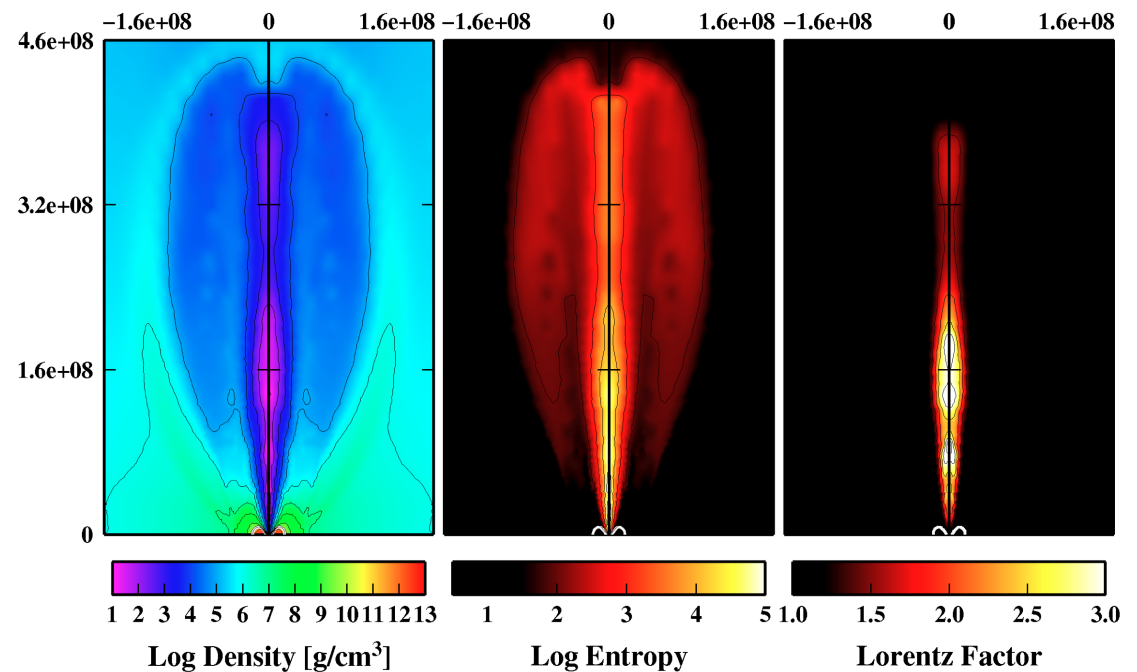 −1.6e+08 0 1.6e+08 −1.6e+08 0 1.6e+08 −1.6e+08 0 1.6e+08
4.6e+08
3.2e+08
1.6e+08
0
1 2 3 4 5 6 7 8 9 10 11 12 13 1 2 3 4 5 1.0 1.5 2.0 2.5 3.0
Log Density [g/cm³] Log Entropy Lorentz Factor